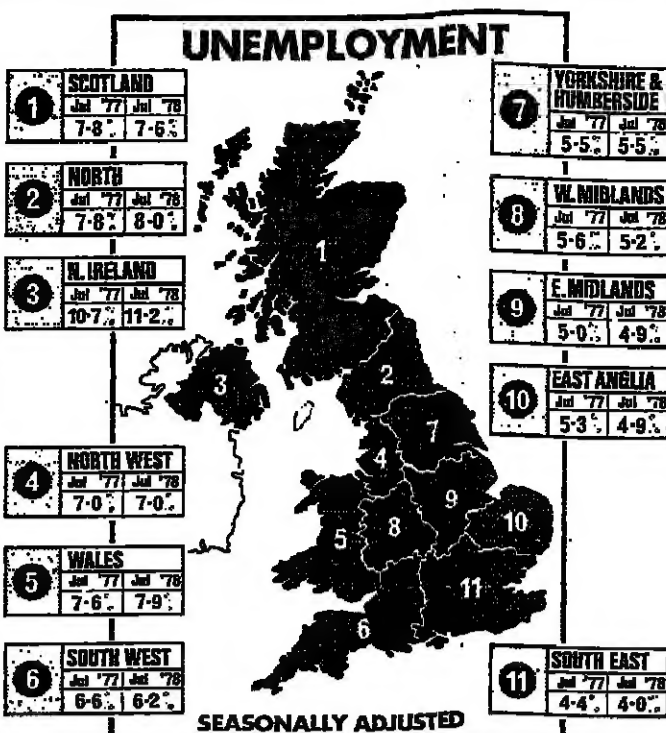 UNEMPLOYMENT
1
SCOTLAND
Jul '77 Jul '78
7·8% 7·6%
2
NORTH
Jul '77 Jul '78
7·8% 8·0%
3
N. IRELAND
Jul '77 Jul '78
10·7% 11·2%
4
NORTH WEST
Jul '77 Jul '78
7·0% 7·0%
5
WALES
Jul '77 Jul '78
7·6% 7·9%
6
SOUTH WEST
Jul '77 Jul '78
6·6% 6·2%
1
2
3
7
4
9
8
10
5
11
6
7
YORKSHIRE &
HUMBERSIDE
Jul '77 Jul '78
5·5% 5·5%
8
W. MIDLANDS
Jul '77 Jul '78
5·6% 5·2%
9
E. MIDLANDS
Jul '77 Jul '78
5·0% 4·9%
10
EAST ANGLIA
Jul '77 Jul '78
5·3% 4·9%
11
SOUTH EAST
Jul '77 Jul '78
4·4% 4·0%
SEASONALLY ADJUSTED